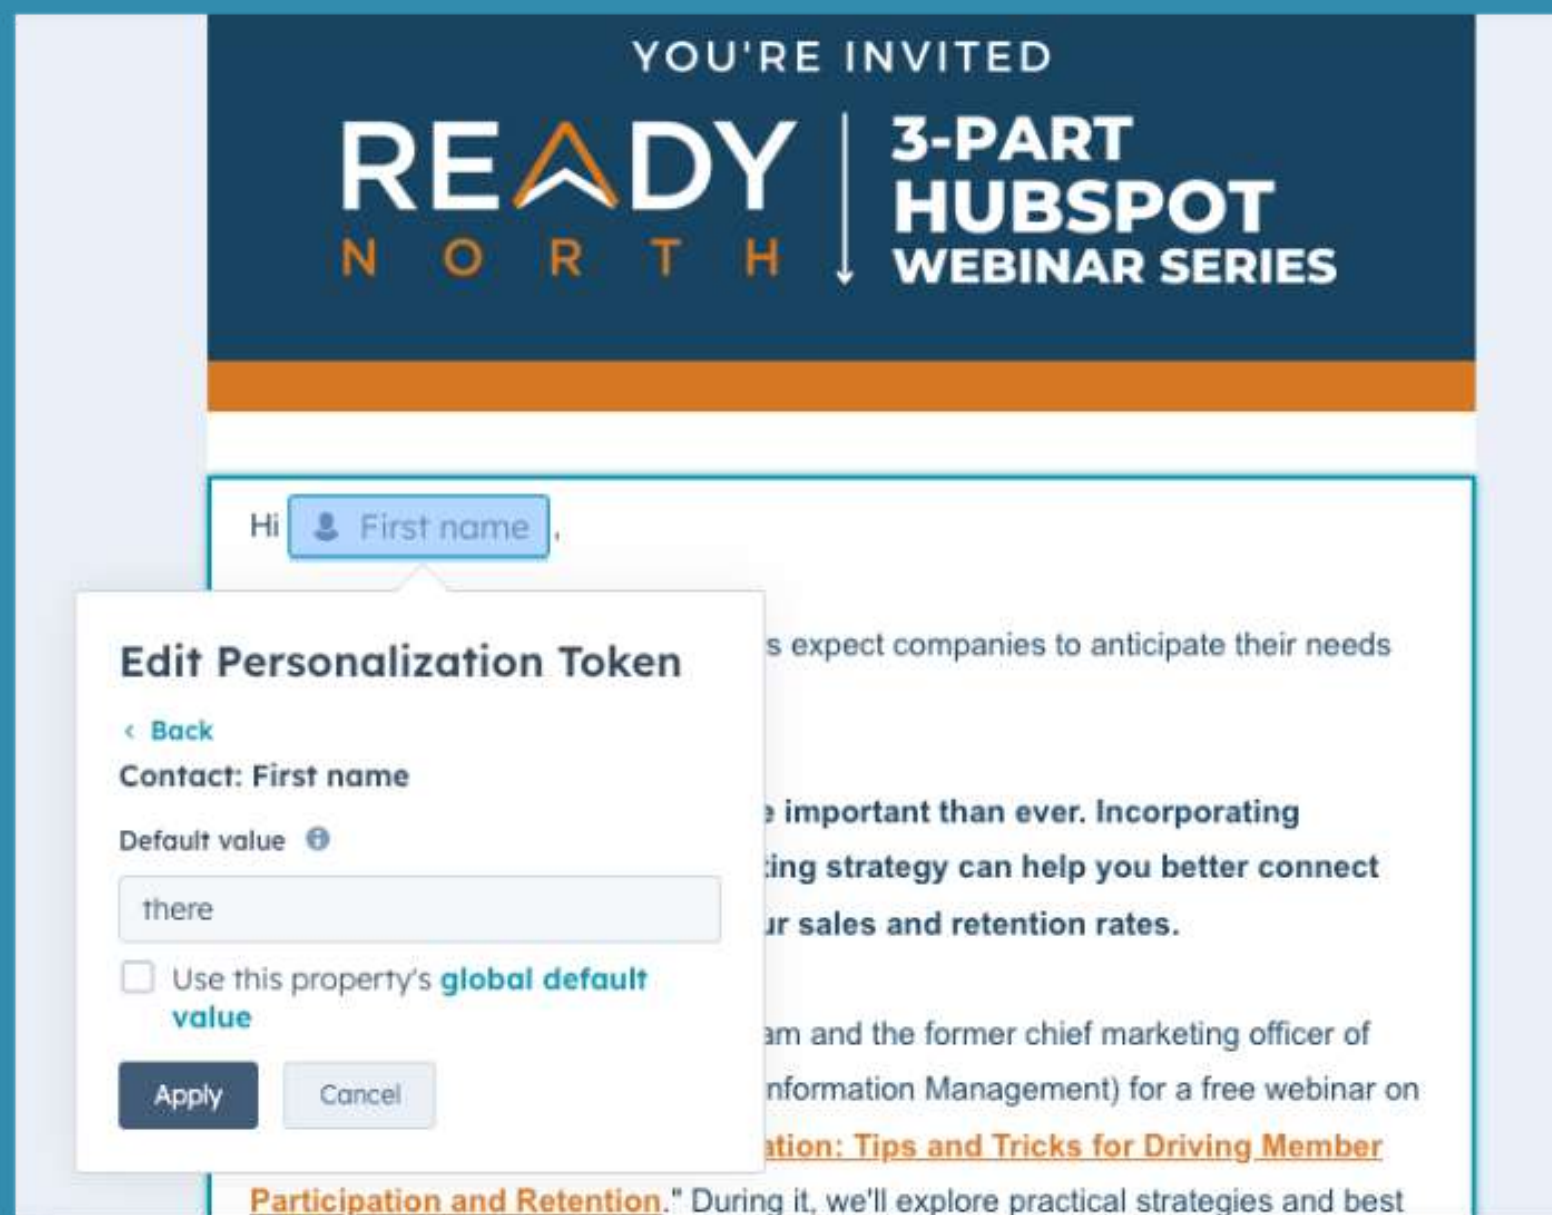 YOU'RE INVITED
READY
NORTH
3-PART
HUBSPOT
WEBINAR SERIES
Hi First name ,
Edit Personalization Token
‹ Back
Contact: First name
Default value
there
Use this property's global default
value
Apply Cancel
s expect companies to anticipate their needs
important than ever. Incorporating
ing strategy can help you better connect
sales and retention rates.
and the former chief marketing officer of
nformation Management) for a free webinar on
ation: Tips and Tricks for Driving Member
Participation and Retention." During it, we'll explore practical strategies and best